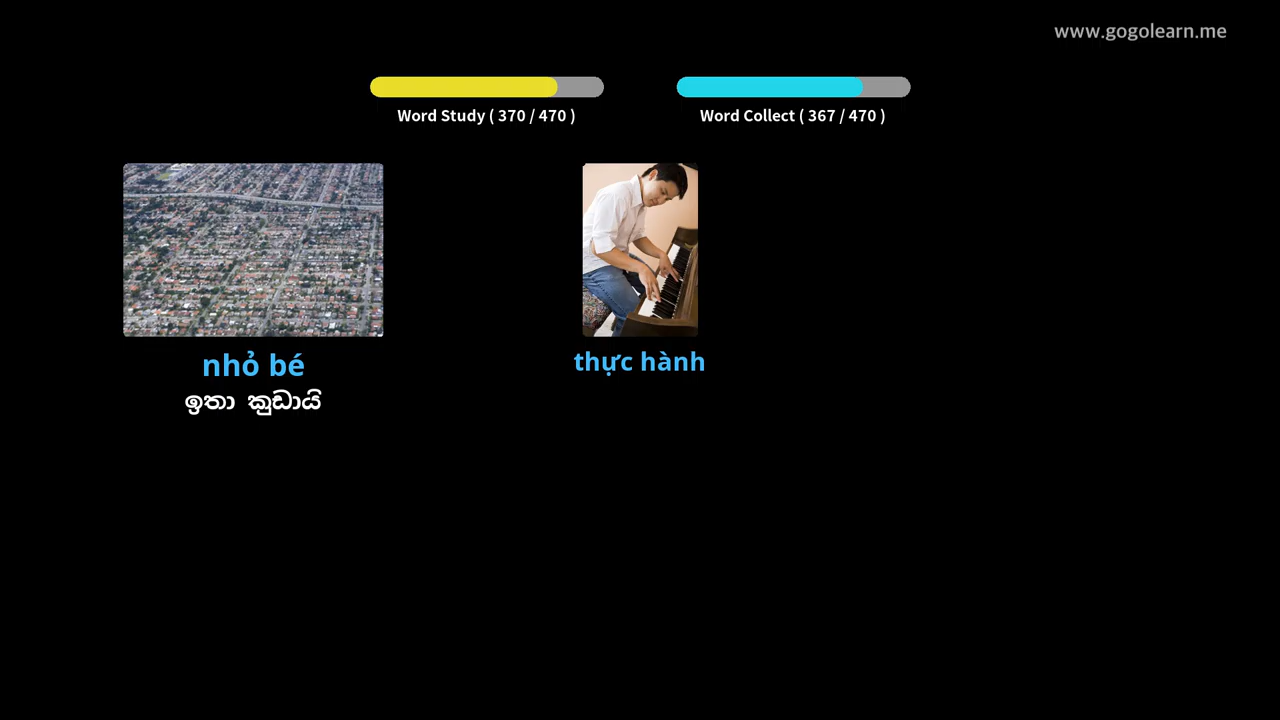 www.gogolearn.me
Word Study ( 370 / 470 )
Word Collect ( 367 / 470 )
nhỏ bé
ඉතා කුඩායි
thực hành